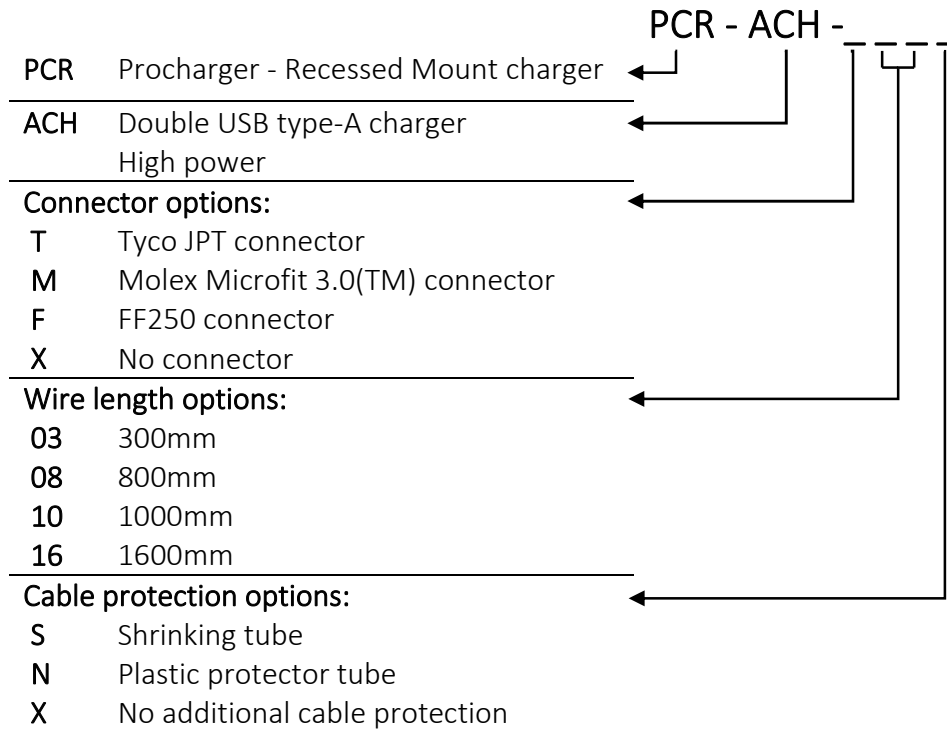 PCR - ACH - _ _ _ _
PCR Procharger - Recessed Mount charger
ACH Double USB type-A charger
High power
Connector options:
T Tyco JPT connector
M Molex Microfit 3.0(TM) connector
F FF250 connector
X No connector
Wire length options:
03 300mm
08 800mm
10 1000mm
16 1600mm
Cable protection options:
S Shrinking tube
N Plastic protector tube
X No additional cable protection